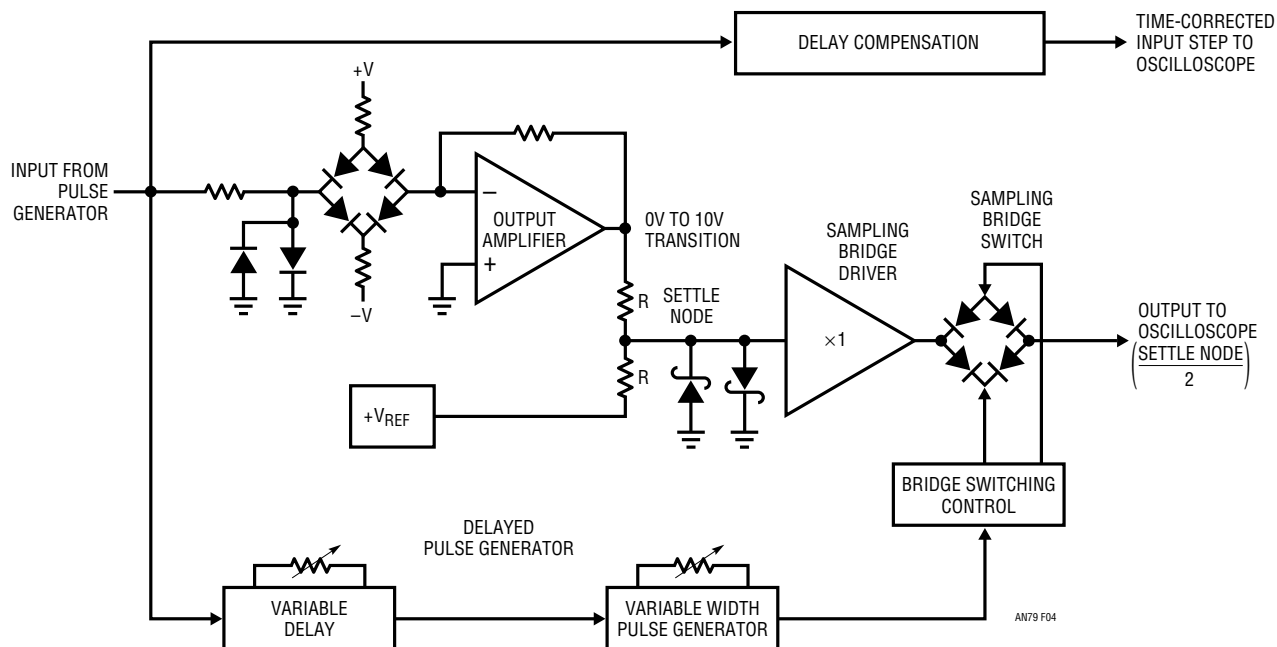 DELAY COMPENSATION
TIME-CORRECTED
INPUT STEP TO
OSCILLOSCOPE
+V
INPUT FROM
PULSE
GENERATOR
−
OUTPUT
AMPLIFIER
+
−V
0V TO 10V
TRANSITION
R
SETTLE
NODE
R
+VREF
SAMPLING
BRIDGE
DRIVER
×1
SAMPLING
BRIDGE
SWITCH
OUTPUT TO
OSCILLOSCOPE
(SETTLE NODE
2)
BRIDGE SWITCHING
CONTROL
DELAYED
PULSE GENERATOR
VARIABLE
DELAY
VARIABLE WIDTH
PULSE GENERATOR
AN79 F04